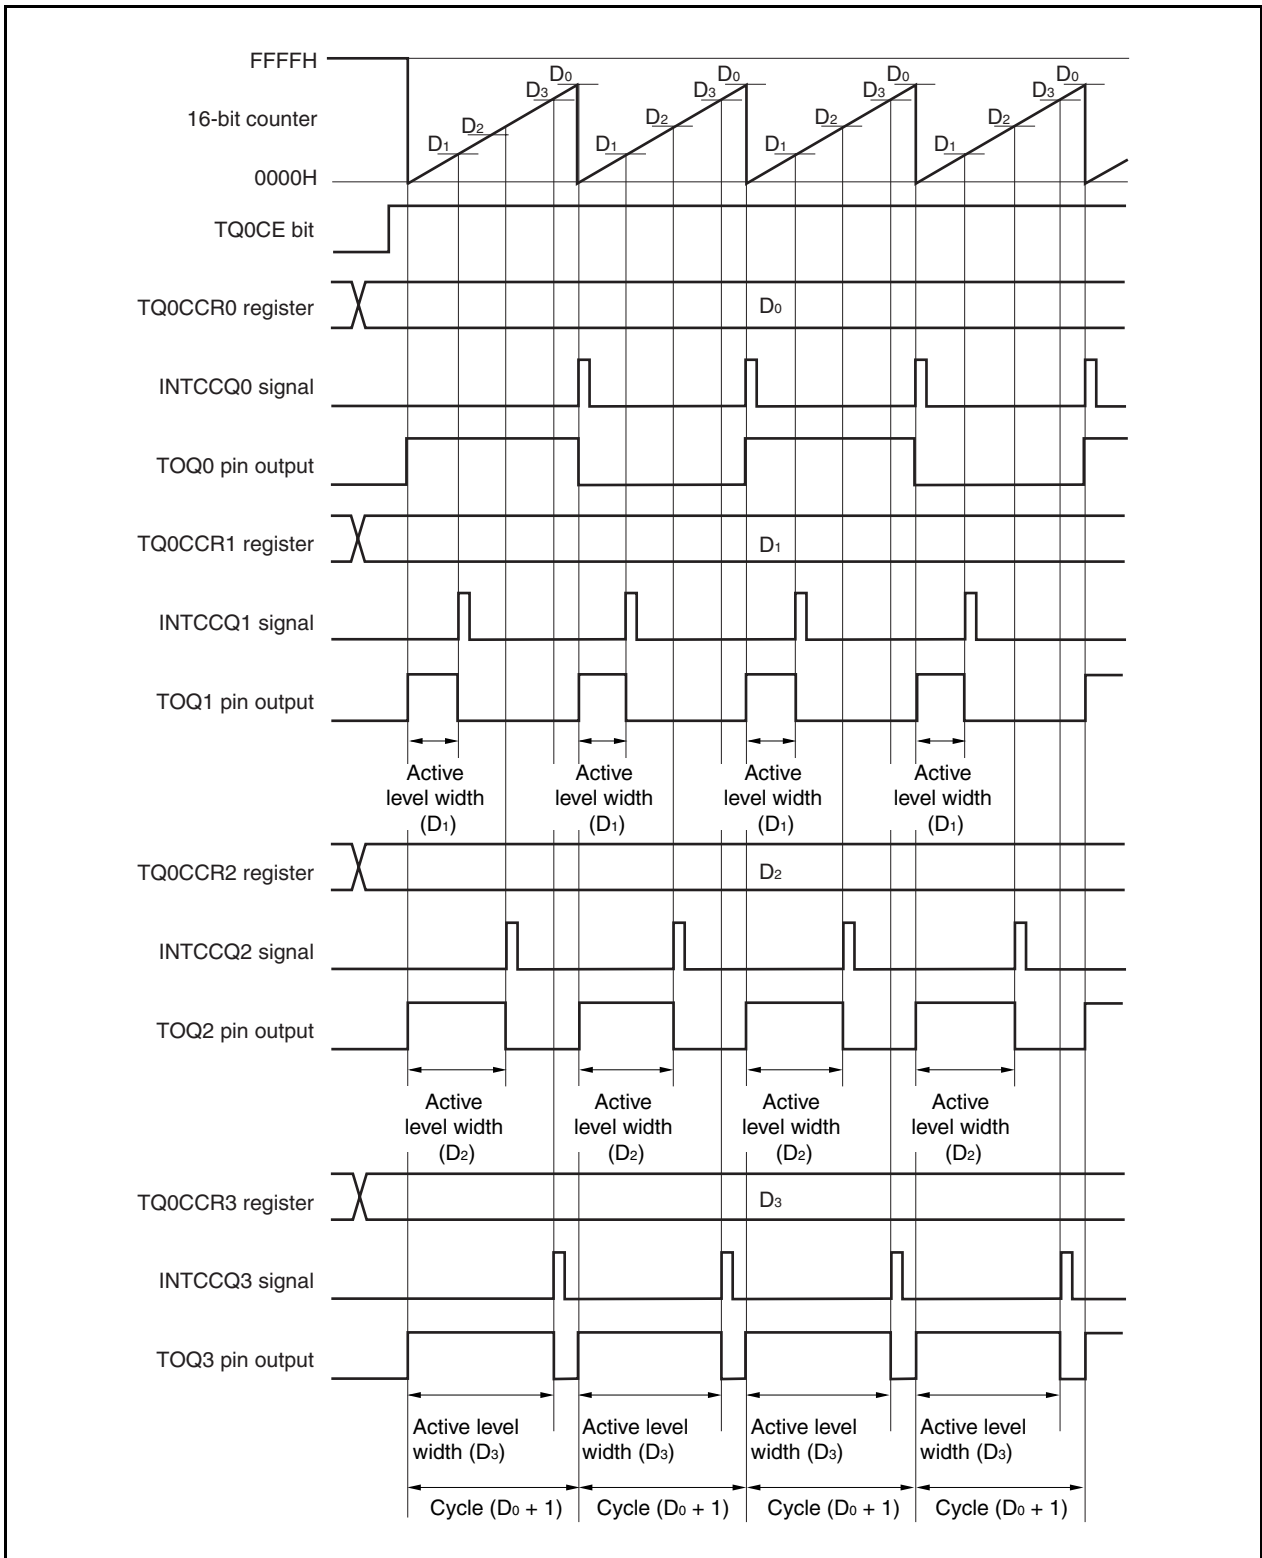 FFFFH
D0 D0 D0 D0
D3 D3 D3 D3
16-bit counter
D2 D2 D2 D2
D1 D1 D1 D1
0000H
TQ0CE bit
TQ0CCR0 register
D0
INTCCQ0 signal
TOQ0 pin output
TQ0CCR1 register
D1
INTCCQ1 signal
TOQ1 pin output
Active Active Active Active
level width level width level width level width
(D1) (D1) (D1) (D1)
TQ0CCR2 register
D2
INTCCQ2 signal
TOQ2 pin output
Active Active Active Active
level width level width level width level width
(D2) (D2) (D2) (D2)
TQ0CCR3 register
D3
INTCCQ3 signal
TOQ3 pin output
Active level Active level Active level Active level
width (D3) width (D3) width (D3) width (D3)
Cycle (D0 + 1) Cycle (D0 + 1) Cycle (D0 + 1) Cycle (D0 + 1)